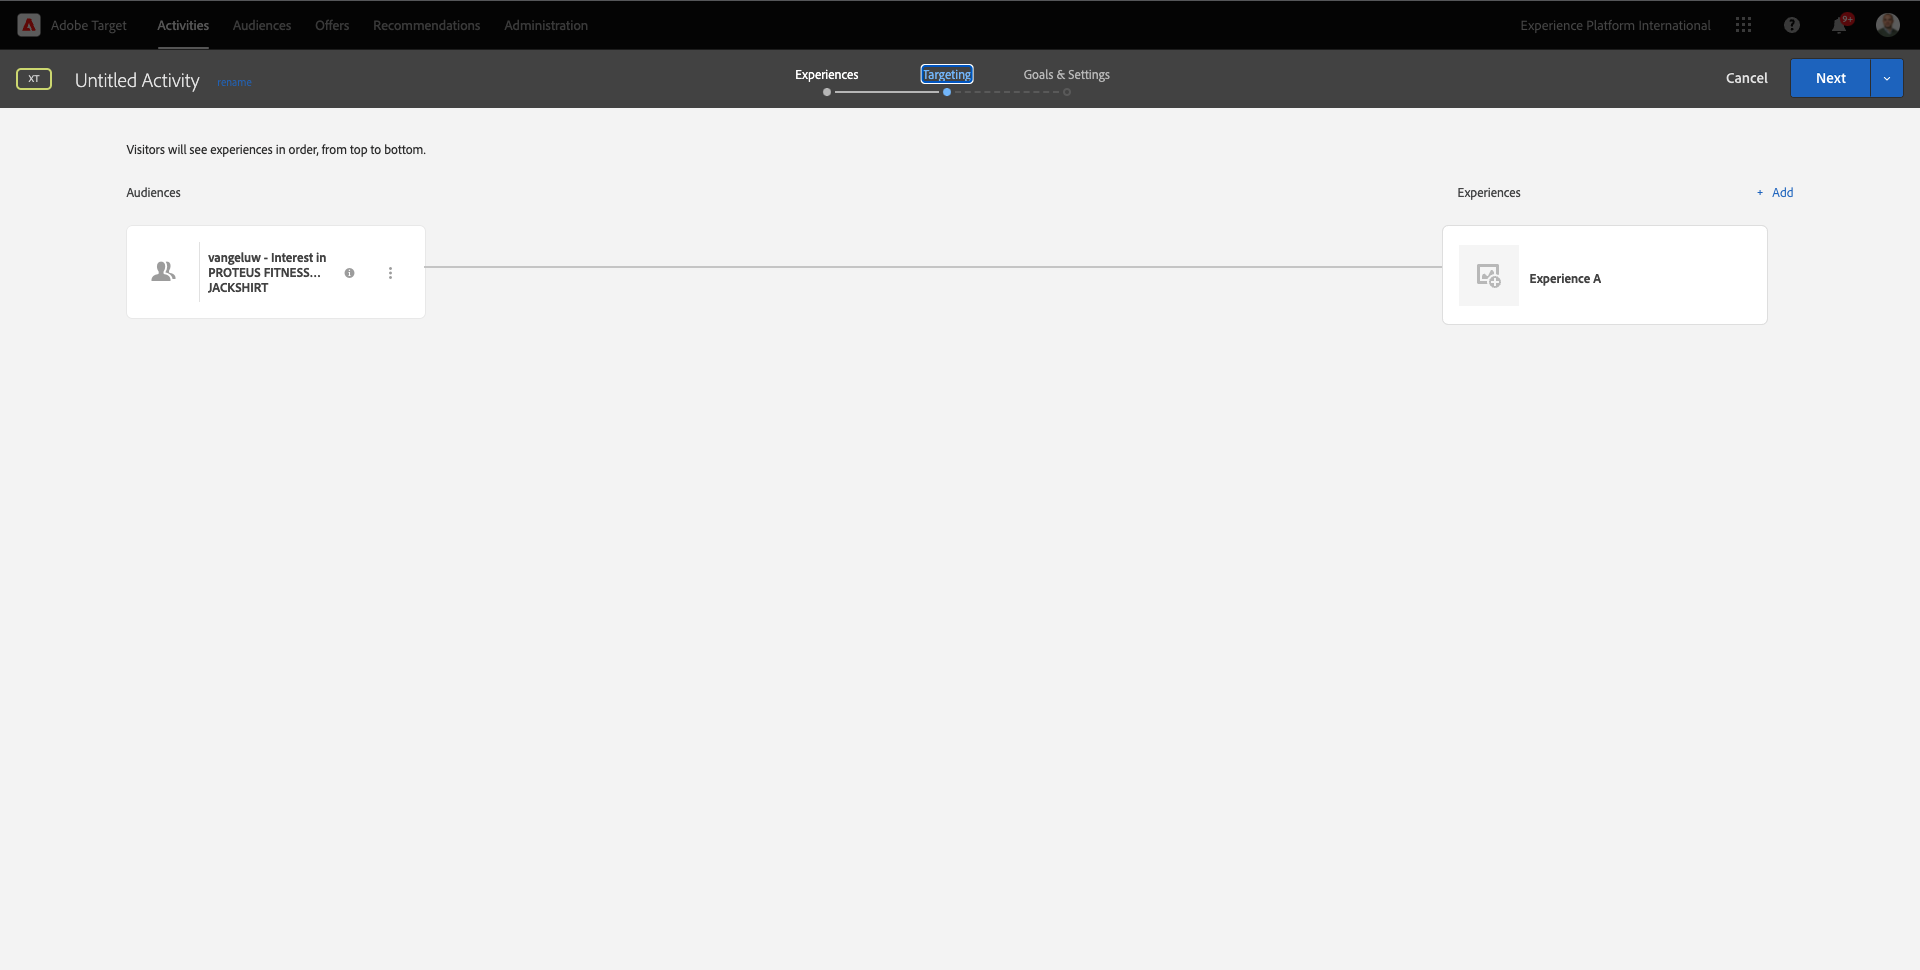 Adobe Target
Activities
Audiences
Offers
Recommendations
Administration
Experience Platform International
9+
XT
Untitled Activity
rename
Experiences
Targeting
Goals & Settings
Cancel
Next
Visitors will see experiences in order, from top to bottom.
Audiences
Experiences
+ Add
vangeluw - Interest in
PROTEUS FITNESS...
JACKSHIRT
Experience A